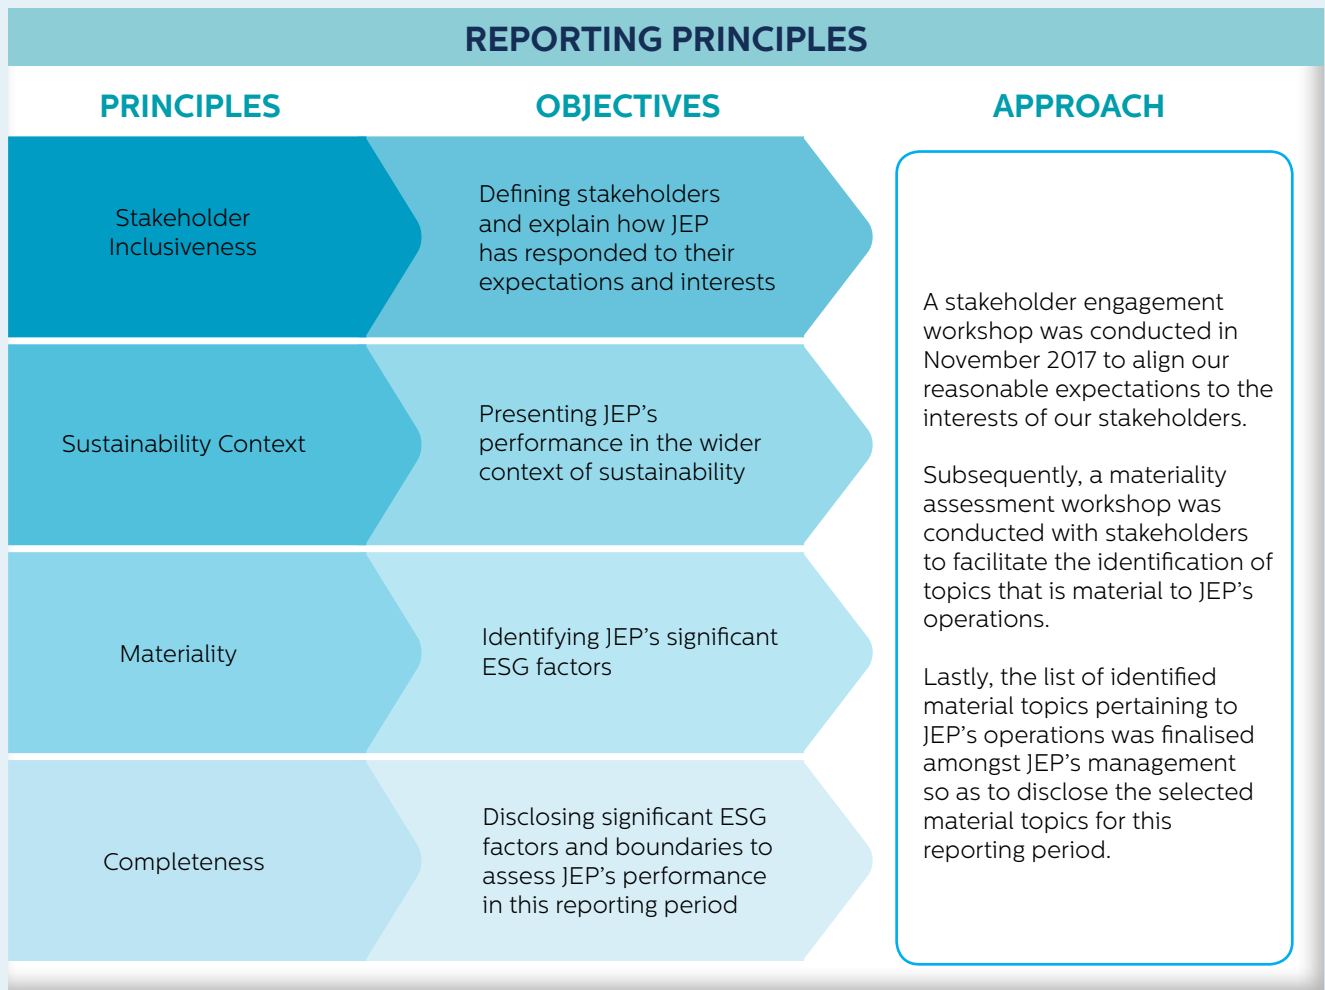 REPORTING PRINCIPLES
PRINCIPLES
OBJECTIVES
APPROACH
Stakeholder
Inclusiveness
Defining stakeholders
and explain how JEP
has responded to their
expectations and interests
Sustainability Context
Presenting JEP's
performance in the wider
context of sustainability
Materiality
Identifying JEP's significant
ESG factors
Completeness
Disclosing significant ESG
factors and boundaries to
assess JEP's performance
in this reporting period
A stakeholder engagement
workshop was conducted in
November 2017 to align our
reasonable expectations to the
interests of our stakeholders.
Subsequently, a materiality
assessment workshop was
conducted with stakeholders
to facilitate the identification of
topics that is material to JEP's
operations.
Lastly, the list of identified
material topics pertaining to
JEP's operations was finalised
amongst JEP's management
so as to disclose the selected
material topics for this
reporting period.